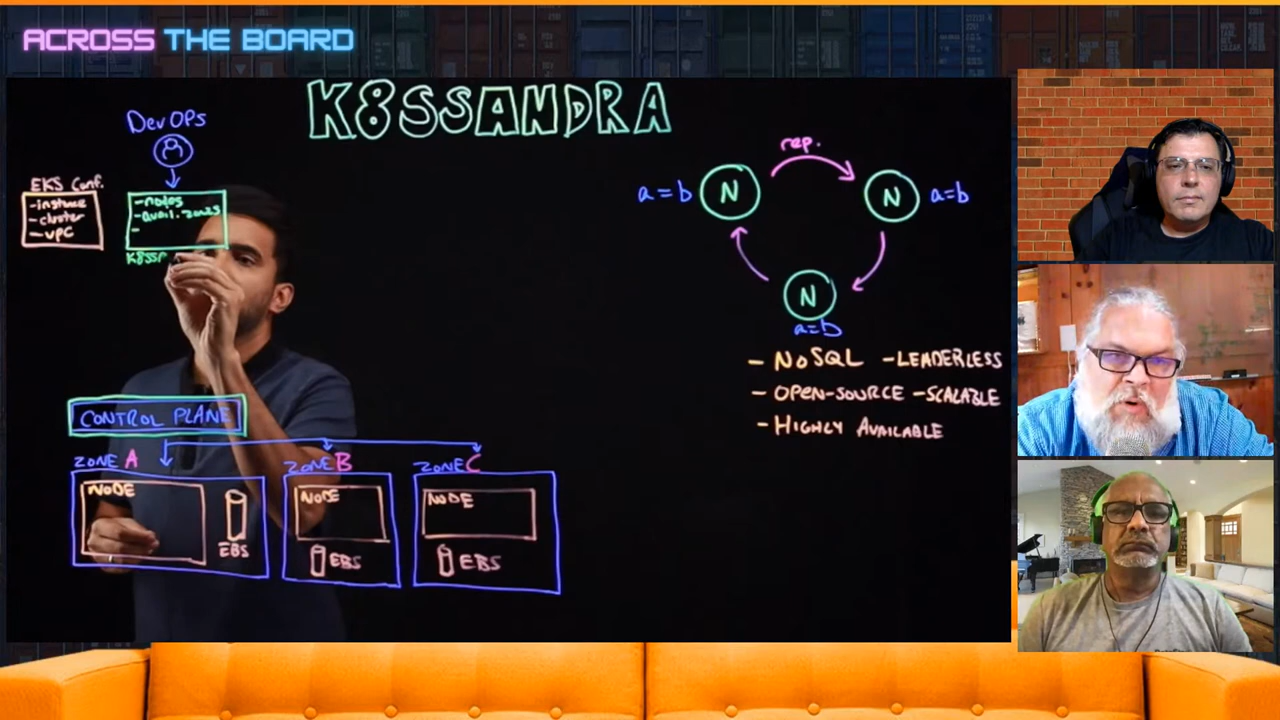 ACROSS THE BOARD
K8SSANDRA
DevOPs
EKS Conf.
-instance
-cluster
-VPC
-nodes
-avail. zones
-
K8SS
CONTROL PLANE
ZONE A
NODE
EBS
ZONE B
NODE
EBS
ZONE C
NODE
EBS
rep.
a=b
N
N
a=b
N
a=b
- NoSQL -LEADERLESS
- OPEN-SOURCE -SCALABLE
- HIGHLY AVAILABLE